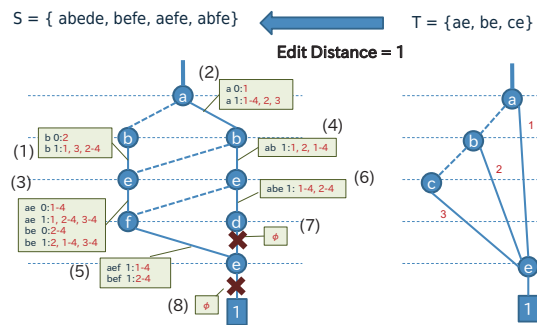 S = { abede, befe, aefe, abfe}
T = {ae, be, ce}
Edit Distance = 1
(2)
a 0:1
a 1:1-4, 2, 3
a
a
1
(1)
b 0:2
b 1:1, 3, 2-4
b
b
(4)
ab 1:1, 2, 1-4
b
2
(3)
e
e
abe 1: 1-4, 2-4
(6)
c
3
ae 0:1-4
ae 1:1, 2-4, 3-4
be 0:2-4
be 1:2, 1-4, 3-4
f
d
(7)
ϕ
(5)
aef 1:1-4
bef 1:2-4
e
e
(8)
ϕ
1
1